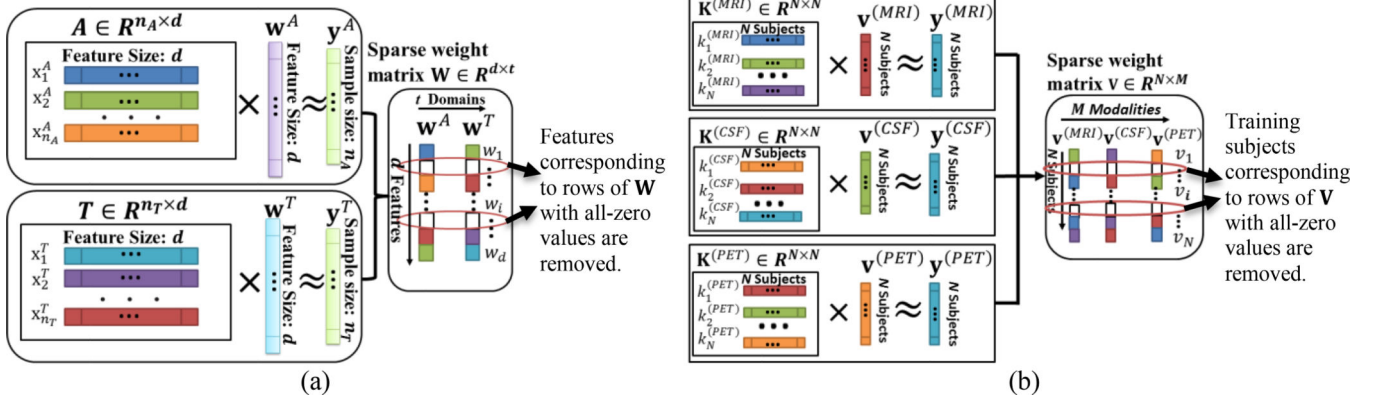 A ∈ R^{n_A×d}
Feature Size: d
x_1^A
x_2^A
x_{n_A}^A
w^A
Feature Size: d
y^A
Sample size: n_A
T ∈ R^{n_T×d}
Feature Size: d
x_1^T
x_2^T
x_{n_T}^T
w^T
Feature Size: d
y^T
Sample size: n_T
Sparse weight
matrix W ∈ R^{d×t}
t Domains
w^A w^T
d Features
w_1
w_i
w_d
Features
corresponding
to rows of W
with all-zero
values are
removed.
(a)
K^{(MRI)} ∈ R^{N×N}
N Subjects
k_1^{(MRI)}
k_2^{(MRI)}
k_N^{(MRI)}
v^{(MRI)}
N Subjects
y^{(MRI)}
N Subjects
K^{(CSF)} ∈ R^{N×N}
N Subjects
k_1^{(CSF)}
k_2^{(CSF)}
k_N^{(CSF)}
v^{(CSF)}
N Subjects
y^{(CSF)}
N Subjects
K^{(PET)} ∈ R^{N×N}
N Subjects
k_1^{(PET)}
k_2^{(PET)}
k_N^{(PET)}
v^{(PET)}
N Subjects
y^{(PET)}
N Subjects
Sparse weight
matrix V ∈ R^{N×M}
M Modalities
v^{(MRI)} v^{(CSF)} v^{(PET)}
N Subjects
v_1
v_i
v_N
Training
subjects
corresponding
to rows of V
with all-zero
values are
removed.
(b)